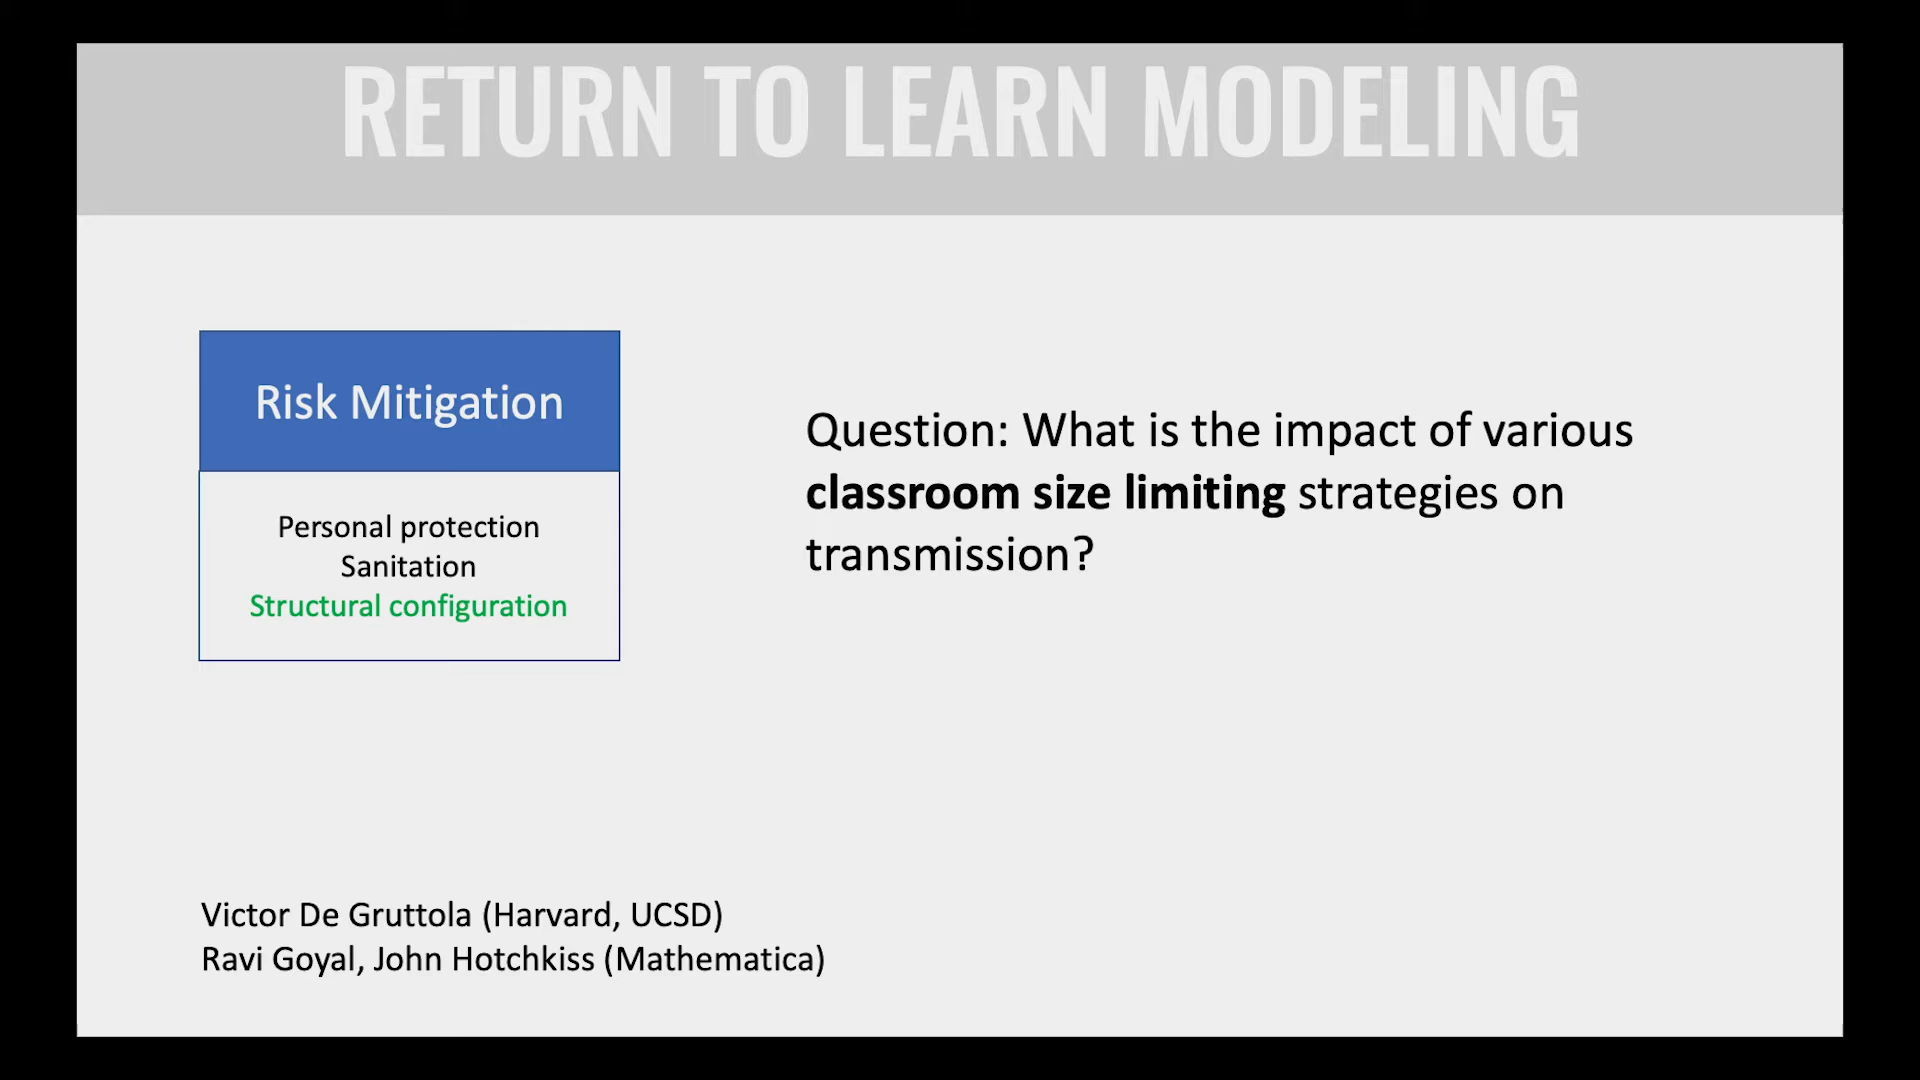 RETURN TO LEARN MODELING
Risk Mitigation
Personal protection
Sanitation
Structural configuration
Question: What is the impact of various
classroom size limiting strategies on
transmission?
Victor De Gruttola (Harvard, UCSD)
Ravi Goyal, John Hotchkiss (Mathematica)